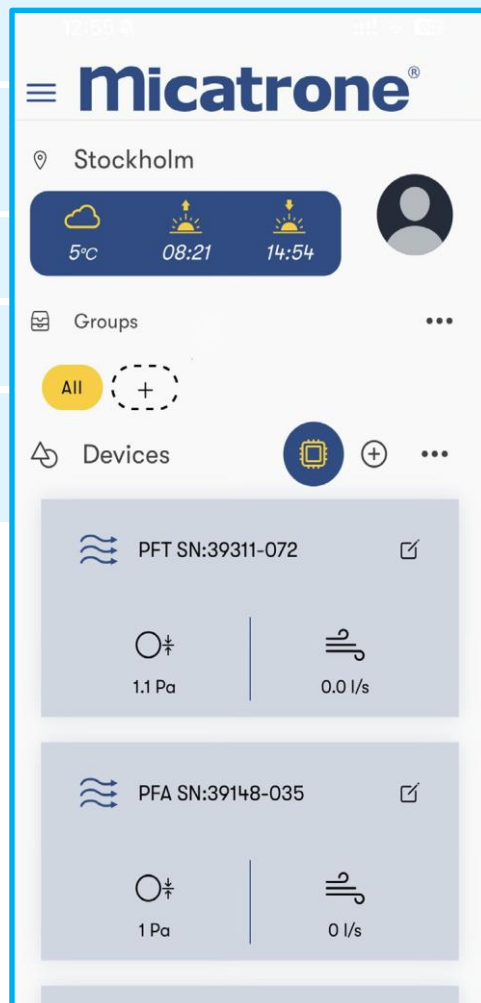 Micatrone®
Stockholm
5°C 08:21 14:54
Groups
All +
Devices
PFT SN:39311-072
1.1 Pa 0.0 l/s
PFA SN:39148-035
1 Pa 0 l/s